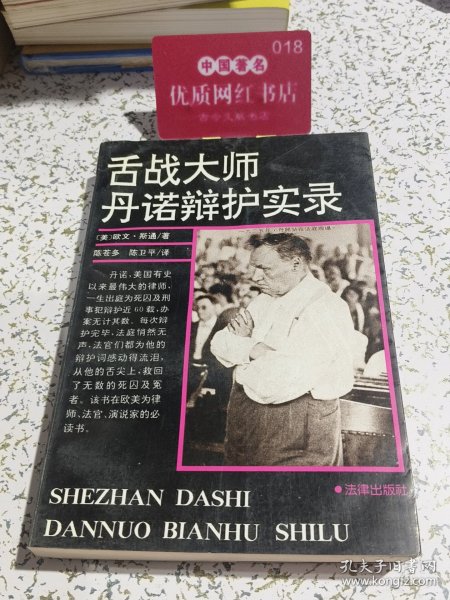 018
中国著名
优质网红书店
古今文献书店
舌战大师
丹诺辩护实录
〔美〕欧文·斯通/著
陈苍多 陈卫平/译
丹诺,美国有史
以来最伟大的律师,
一生出庭为死囚及刑
事犯辩护近60载,办
案无计其数。每次辩
护完毕,法庭悄然无
声,法官们都为他的
辩护词感动得流泪,
从他的舌尖上,救回
了无数的死囚及冤
者。该书在欧美为律
师、法官、演说家的必
读书。
•法律出版社
SHEZHAN DASHI
DANNUO BIANHU SHILU
孔夫子旧书网
www.kongfz.com